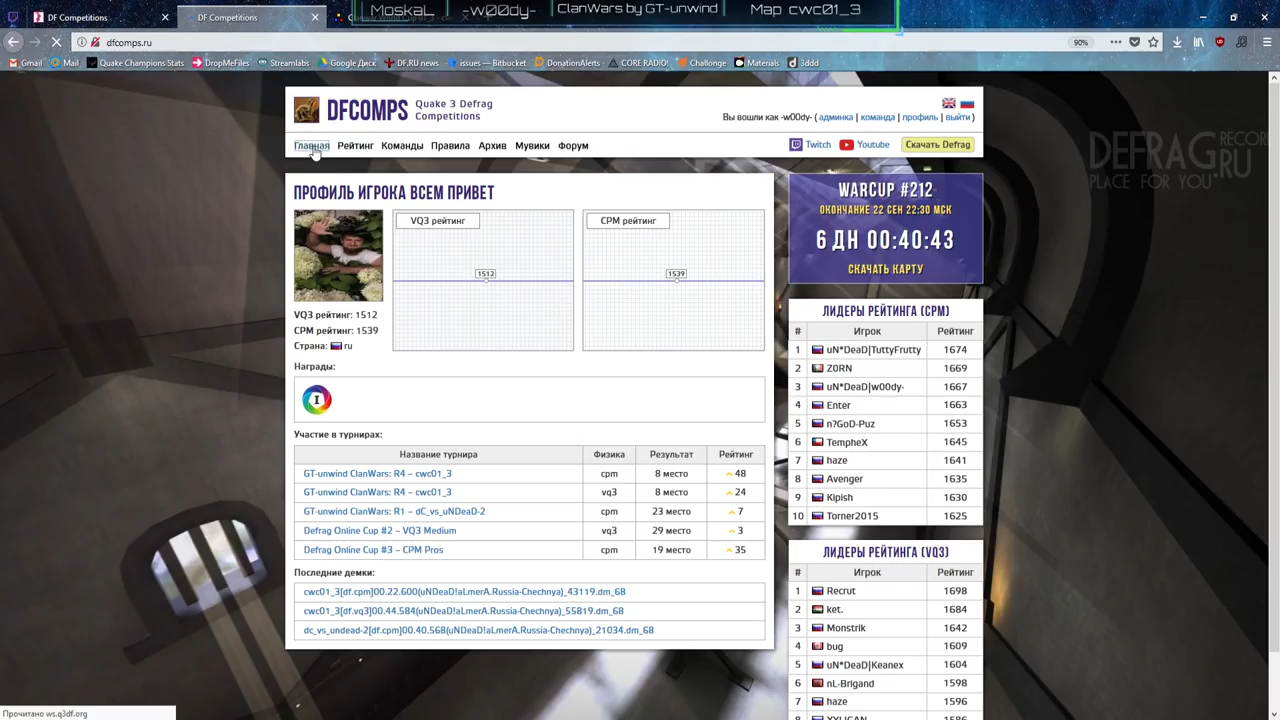 MoskaL -w00dy- ClanWars by GT-unwind Map cwc01_3
DF Competitions DF Competitions
dfcomps.ru 90%
Gmail Mail Quake Champions Stats DropMeFiles Streamlabs Google Диск DF.RU news issues — Bitbucket DonationAlerts CORE RADIO! Challonge Materials 3ddd
DFCOMPS Quake 3 Defrag
Competitions
Вы вошли как -w00dy- ( админка | команда | профиль | выйти )
Главная Рейтинг Команды Правила Архив Мувики Форум Twitch Youtube Скачать Defrag
DEFRAG RECORD
.RU
PLACE FOR YOU
ПРОФИЛЬ ИГРОКА ВСЕМ ПРИВЕТ
VQ3 рейтинг
1512
CPM рейтинг
1539
VQ3 рейтинг: 1512
CPM рейтинг: 1539
Страна: ru
Награды:
I
Участие в турнирах:
Название турнира Физика Результат Рейтинг
GT-unwind ClanWars: R4 – cwc01_3 cpm 8 место 48
GT-unwind ClanWars: R4 – cwc01_3 vq3 8 место 24
GT-unwind ClanWars: R1 – dC_vs_uNDeaD-2 cpm 23 место 7
Defrag Online Cup #2 – VQ3 Medium vq3 29 место 3
Defrag Online Cup #3 – CPM Pros cpm 19 место 35
Последние демки:
cwc01_3[df.cpm]00.22.600(uNDeaD!aLmerA.Russia-Chechnya)_43119.dm_68
cwc01_3[df.vq3]00.44.584(uNDeaD!aLmerA.Russia-Chechnya)_55819.dm_68
dc_vs_undead-2[df.cpm]00.40.568(uNDeaD!aLmerA.Russia-Chechnya)_21034.dm_68
WARCUP #212
ОКОНЧАНИЕ 22 СЕН 22:30 МСК
6 ДН 00:40:43
СКАЧАТЬ КАРТУ
ЛИДЕРЫ РЕЙТИНГА (CPM)
# Игрок Рейтинг
1 uN*DeaD|TuttyFrutty 1674
2 Z0RN 1669
3 uN*DeaD|w00dy- 1667
4 Enter 1663
5 n?GoD-Puz 1653
6 TempheX 1645
7 haze 1641
8 Avenger 1635
9 Kipish 1630
10 Torner2015 1625
ЛИДЕРЫ РЕЙТИНГА (VQ3)
# Игрок Рейтинг
1 Recrut 1698
2 ket. 1684
3 Monstrik 1642
4 bug 1609
5 uN*DeaD|Keanex 1604
6 nL-Brigand 1598
7 haze 1596
Прочитано ws.q3df.org